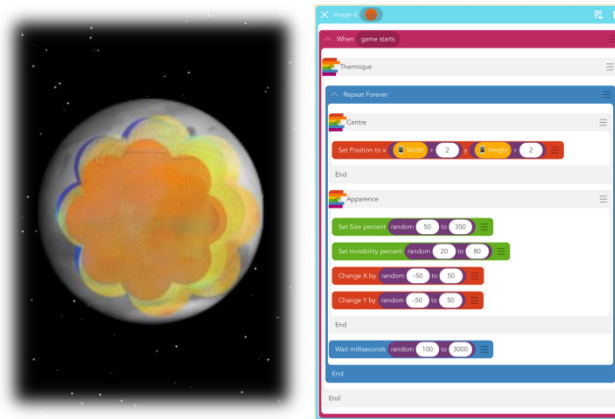 Image 6
When game starts
Thermique
Repeat Forever
Centre
Set Position to x Width ÷ 2 y Height ÷ 2
End
Apparence
Set Size percent random 50 to 350
Set Invisibility percent random 20 to 80
Change X by random -50 to 50
Change Y by random -50 to 50
End
Wait milliseconds random 100 to 3000
End
End